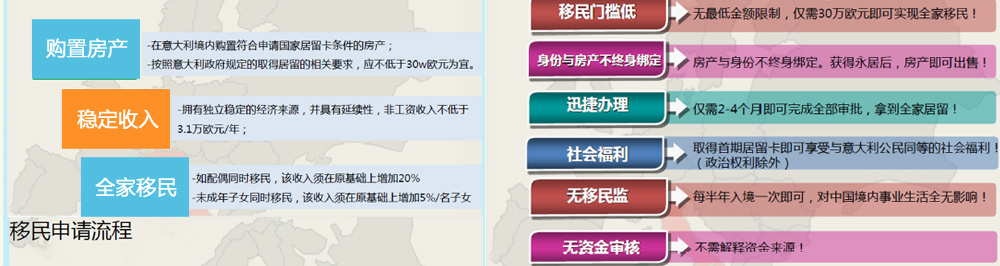 购置房产
-在意大利境内购置符合申请国家居留卡条件的房产；
-按照意大利政府规定的取得居留的相关要求，应不低于30w欧元为宜。
稳定收入
-拥有独立稳定的经济来源，并具有延续性，非工资收入不低于
3.1万欧元/年；
全家移民
-如配偶同时移民，该收入须在原基础上增加20%
-未成年子女同时移民，该收入须在原基础上增加5%/名子女
移民申请流程
移民门槛低
无最低金额限制，仅需30万欧元即可实现全家移民！
身份与房产不终身绑定
房产与身份不终身绑定。获得永居后，房产即可出售！
迅捷办理
仅需2-4个月即可完成全部审批，拿到全家居留！
社会福利
取得首期居留卡即可享受与意大利公民同等的社会福利！
（政治权利除外）
无移民监
每半年入境一次即可，对中国境内事业生活全无影响！
无资金审核
不需解释资金来源！